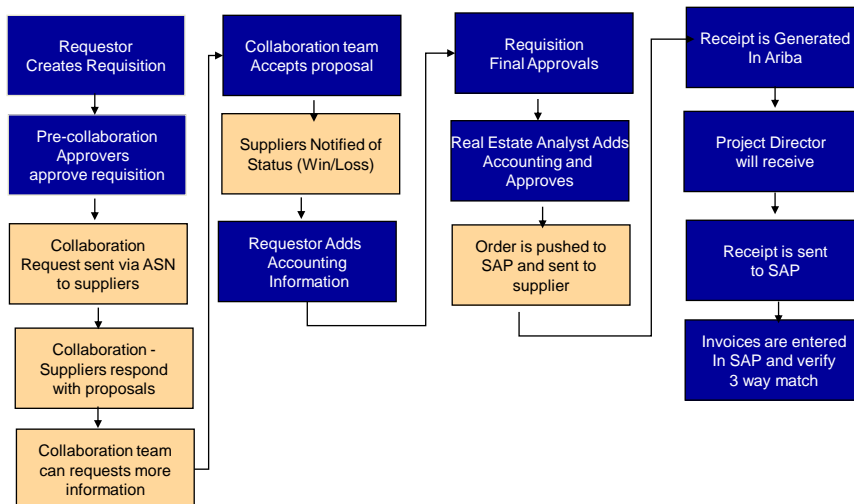 Requestor
Creates Requisition
Pre-collaboration
Approvers
approve requisition
Collaboration
Request sent via ASN
to suppliers
Collaboration -
Suppliers respond
with proposals
Collaboration team
can requests more
information
Collaboration team
Accepts proposal
Suppliers Notified of
Status (Win/Loss)
Requestor Adds
Accounting
Information
Requisition
Final Approvals
Real Estate Analyst Adds
Accounting and
Approves
Order is pushed to
SAP and sent to
supplier
Receipt is Generated
In Ariba
Project Director
will receive
Receipt is sent
to SAP
Invoices are entered
In SAP and verify
3 way match